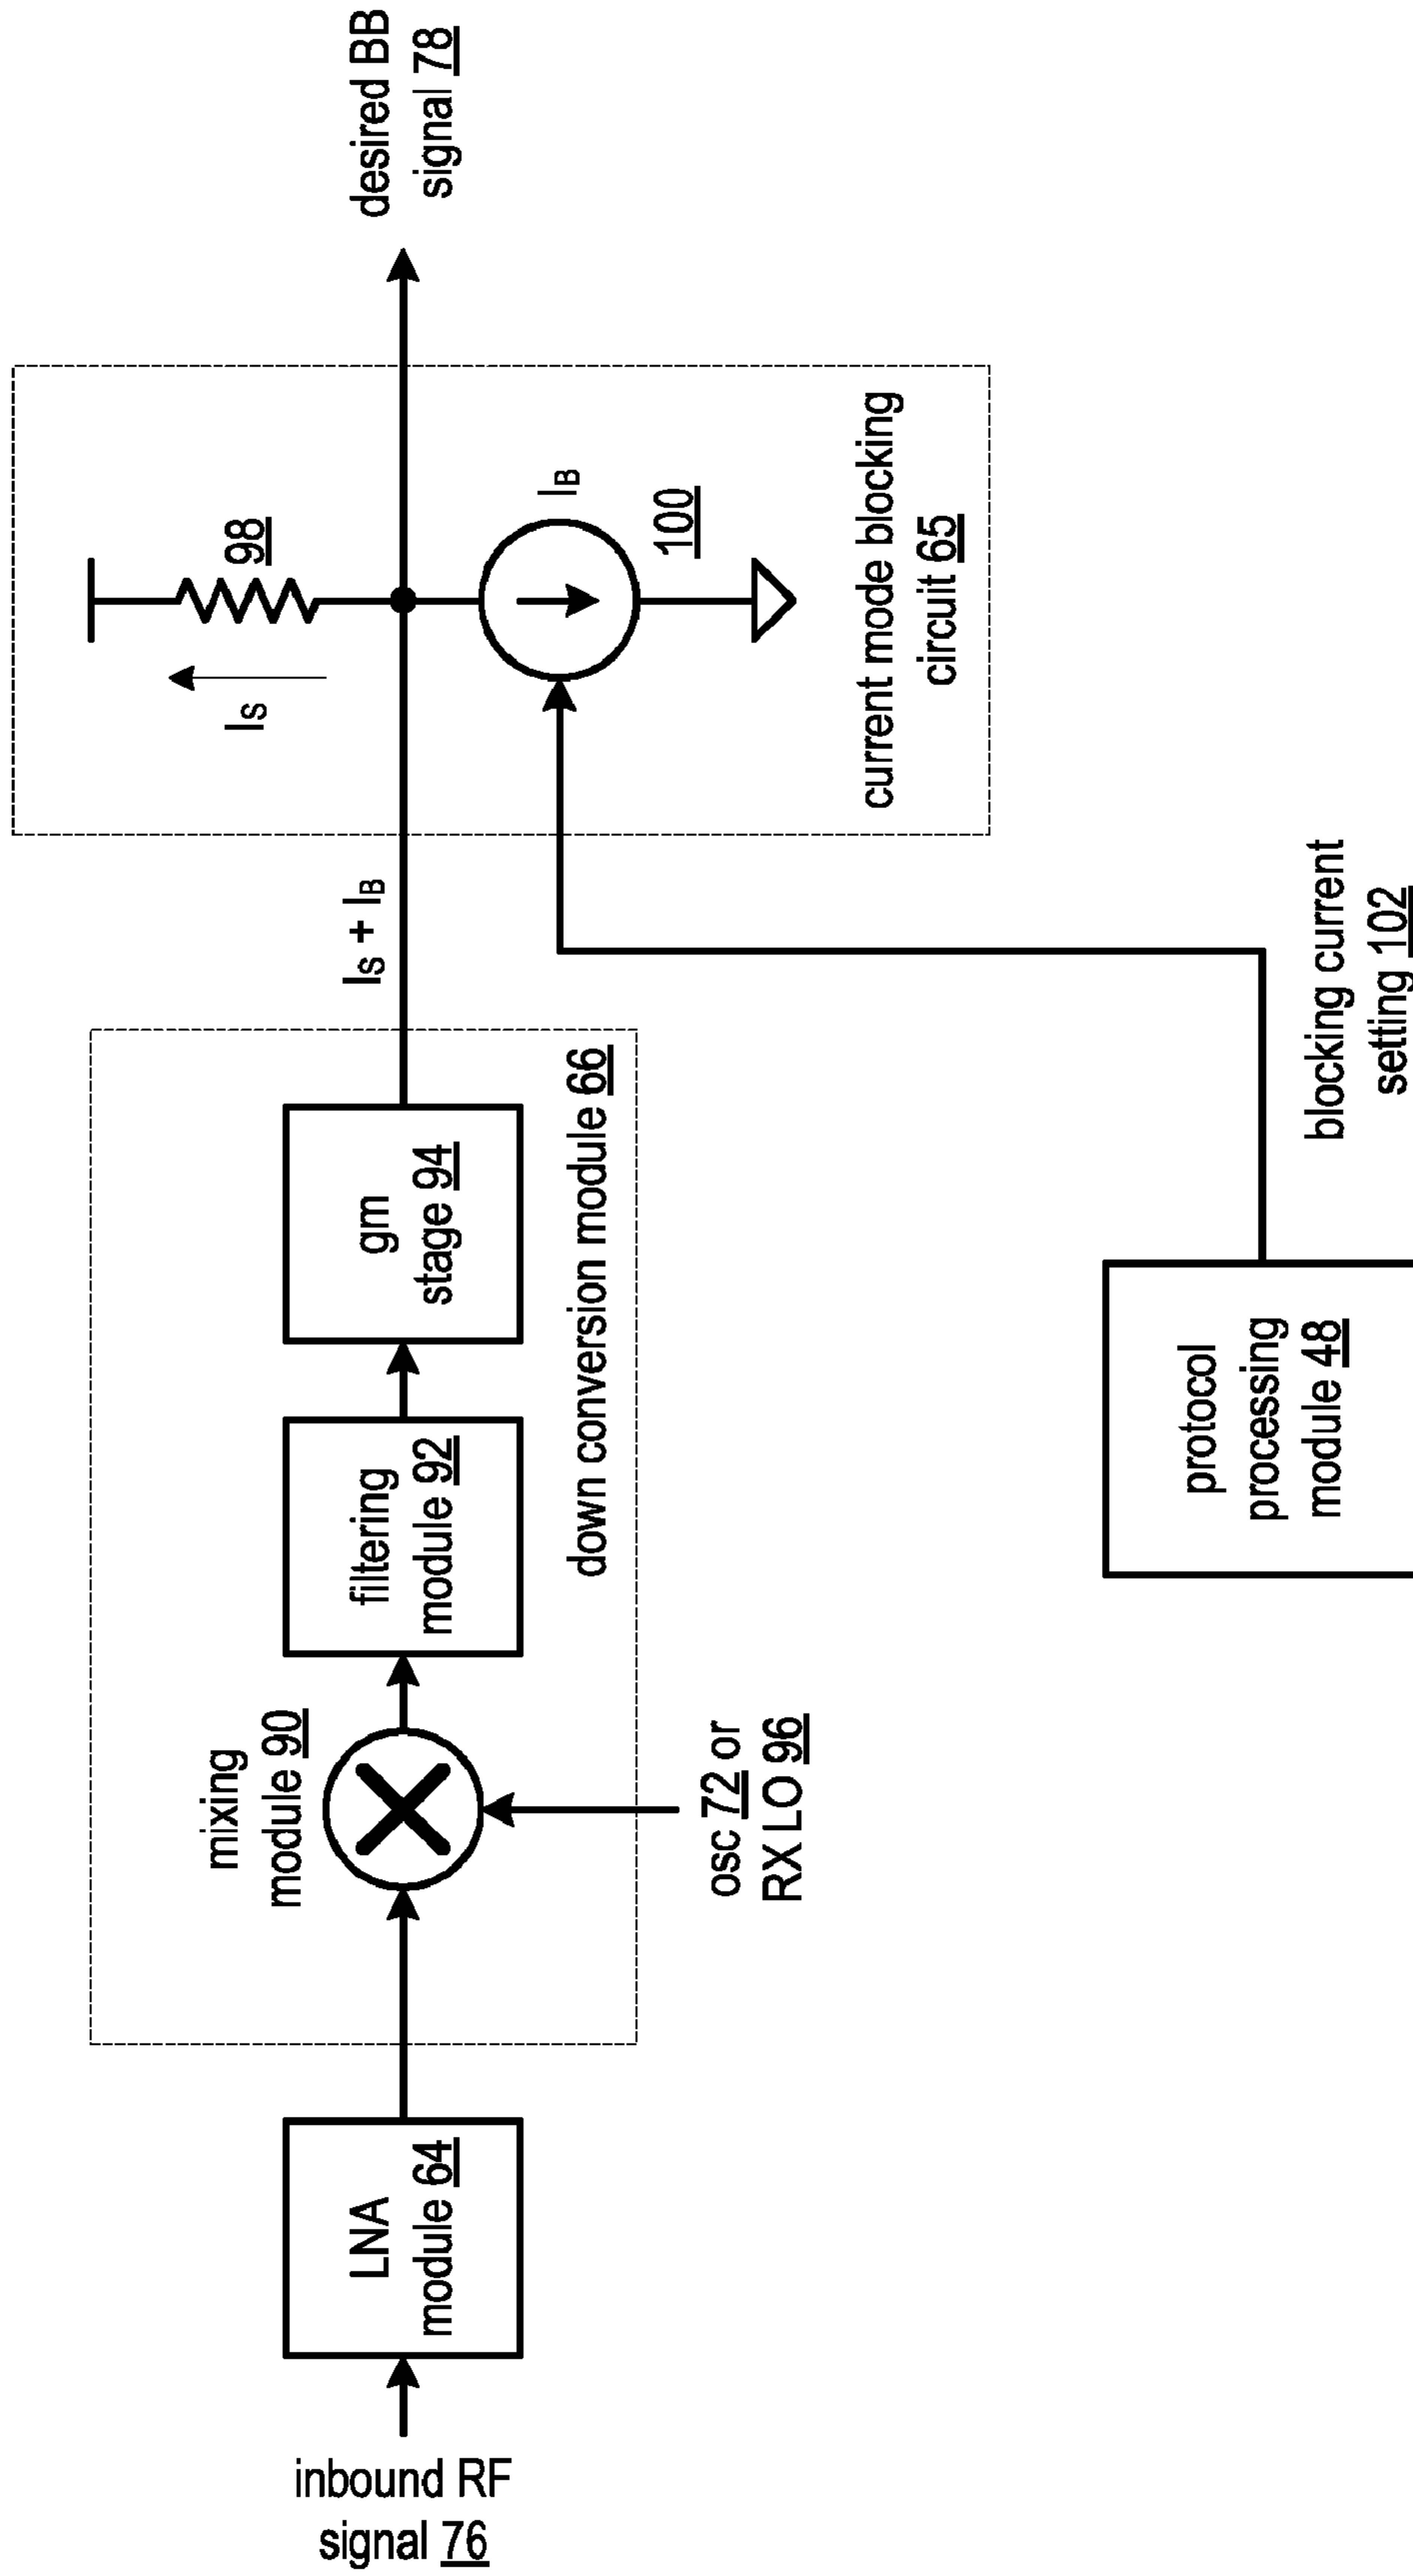 inbound RF
signal 76
LNA
module 64
mixing
module 90
osc 72 or
RX LO 96
filtering
module 92
gm
stage 94
down conversion module 66
IS + IB
IS
98
IB
100
current mode blocking
circuit 65
desired BB
signal 78
protocol
processing
module 48
blocking current
setting 102